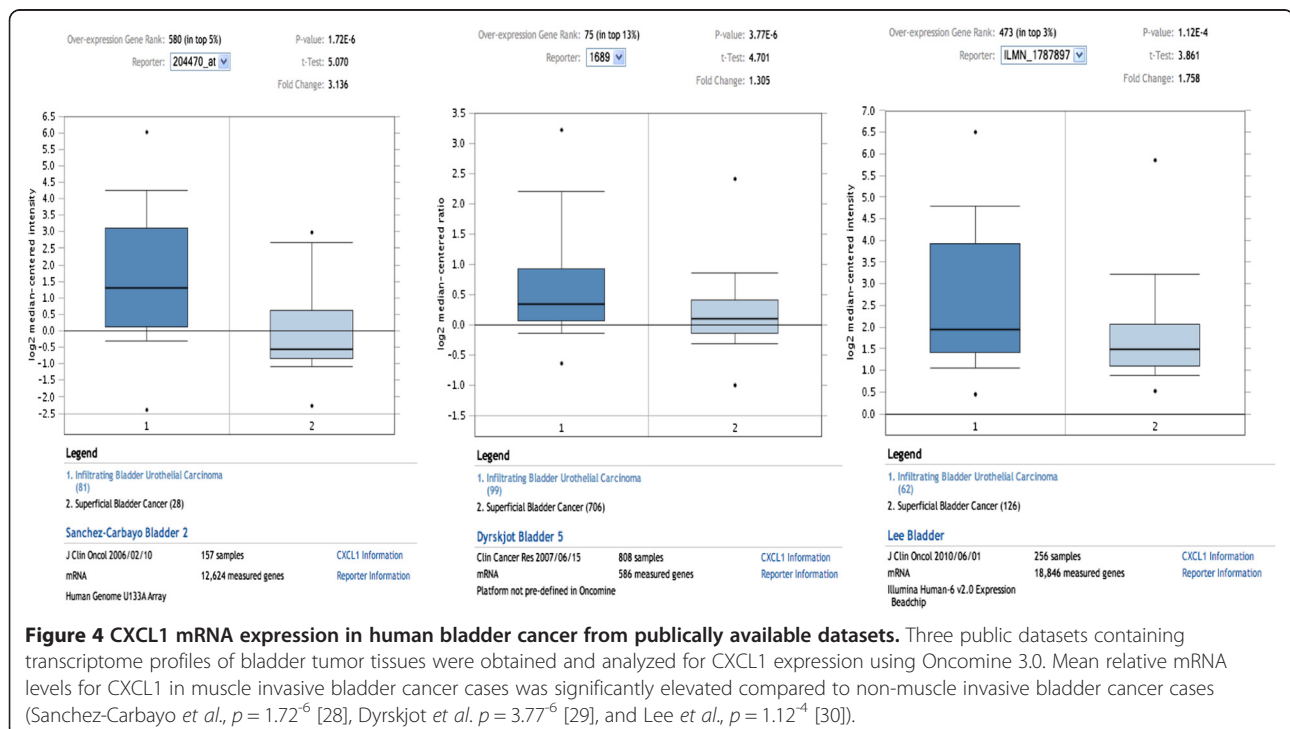 Over-expression Gene Rank: 580 (in top 5%)
P-value: 1.72E-6
Reporter: 204470_at
t-Test: 5.070
Fold Change: 3.136
log2 median-centered intensity
6.5
6.0
5.5
5.0
4.5
4.0
3.5
3.0
2.5
2.0
1.5
1.0
0.5
0.0
-0.5
-1.0
-1.5
-2.0
-2.5
1
2
Legend
1. Infiltrating Bladder Urothelial Carcinoma
(81)
2. Superficial Bladder Cancer (28)
Sanchez-Carbayo Bladder 2
J Clin Oncol 2006/02/10
157 samples
CXCL1 Information
mRNA
12,624 measured genes
Reporter Information
Human Genome U133A Array
Over-expression Gene Rank: 75 (in top 13%)
P-value: 3.77E-6
Reporter: 1689
t-Test: 4.701
Fold Change: 1.305
log2 median-centered ratio
3.5
3.0
2.5
2.0
1.5
1.0
0.5
0.0
-0.5
-1.0
-1.5
1
2
Legend
1. Infiltrating Bladder Urothelial Carcinoma
(99)
2. Superficial Bladder Cancer (706)
Dyrskjot Bladder 5
Clin Cancer Res 2007/06/15
808 samples
CXCL1 Information
mRNA
586 measured genes
Reporter Information
Platform not pre-defined in Oncomine
Over-expression Gene Rank: 473 (in top 3%)
P-value: 1.12E-4
Reporter: ILMN_1787897
t-Test: 3.861
Fold Change: 1.758
log2 median-centered intensity
7.0
6.5
6.0
5.5
5.0
4.5
4.0
3.5
3.0
2.5
2.0
1.5
1.0
0.5
0.0
1
2
Legend
1. Infiltrating Bladder Urothelial Carcinoma
(62)
2. Superficial Bladder Cancer (126)
Lee Bladder
J Clin Oncol 2010/06/01
256 samples
CXCL1 Information
mRNA
18,846 measured genes
Reporter Information
Illumina Human-6 v2.0 Expression
Beadchip
Figure 4 CXCL1 mRNA expression in human bladder cancer from publically available datasets. Three public datasets containing
transcriptome profiles of bladder tumor tissues were obtained and analyzed for CXCL1 expression using Oncomine 3.0. Mean relative mRNA
levels for CXCL1 in muscle invasive bladder cancer cases was significantly elevated compared to non-muscle invasive bladder cancer cases
(Sanchez-Carbayo et al., p = 1.72⁻⁶ [28], Dyrskjot et al. p = 3.77⁻⁶ [29], and Lee et al., p = 1.12⁻⁴ [30]).